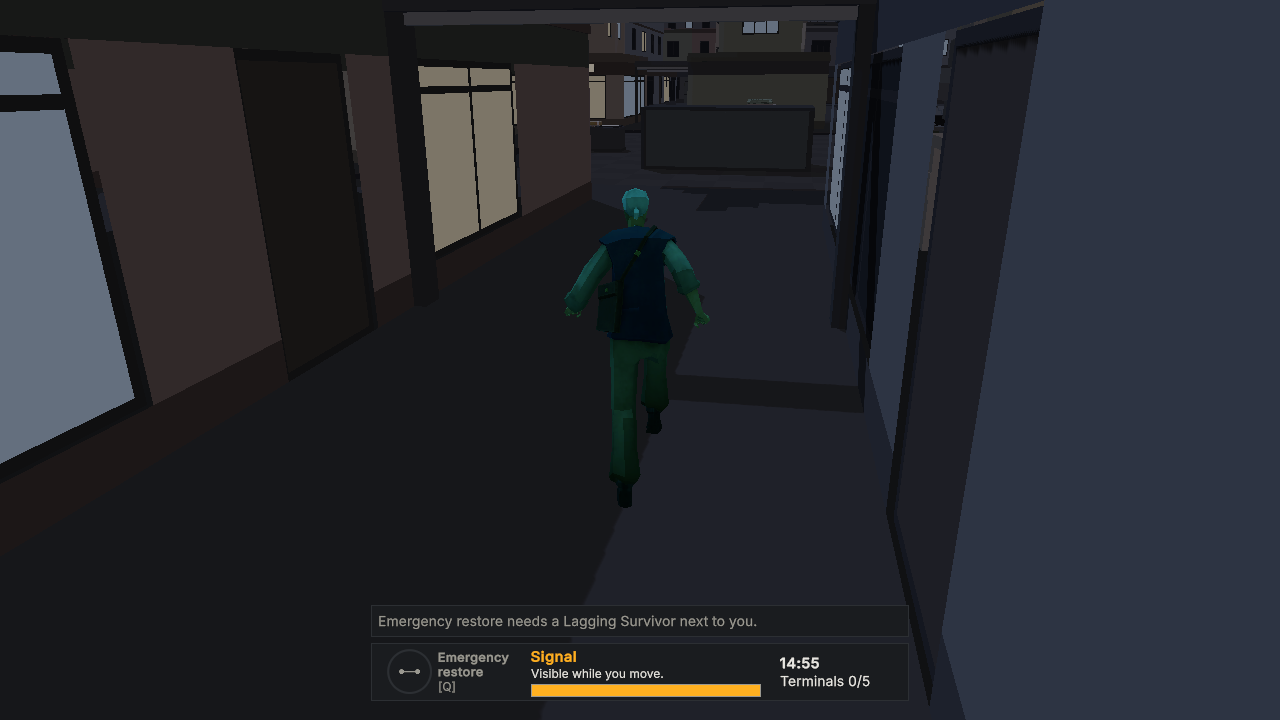 Emergency restore needs a Lagging Survivor next to you.
Emergency
restore
[Q]
Signal
Visible while you move.
14:55
Terminals 0/5